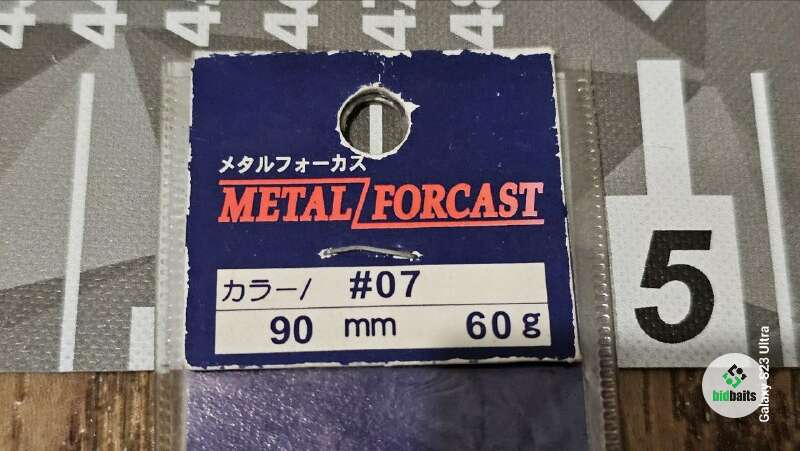 メタルフォーカス
METAL FORCAST
カラー/ #07
90 mm 60g
5
bidbaits
Galaxy S23 Ultra